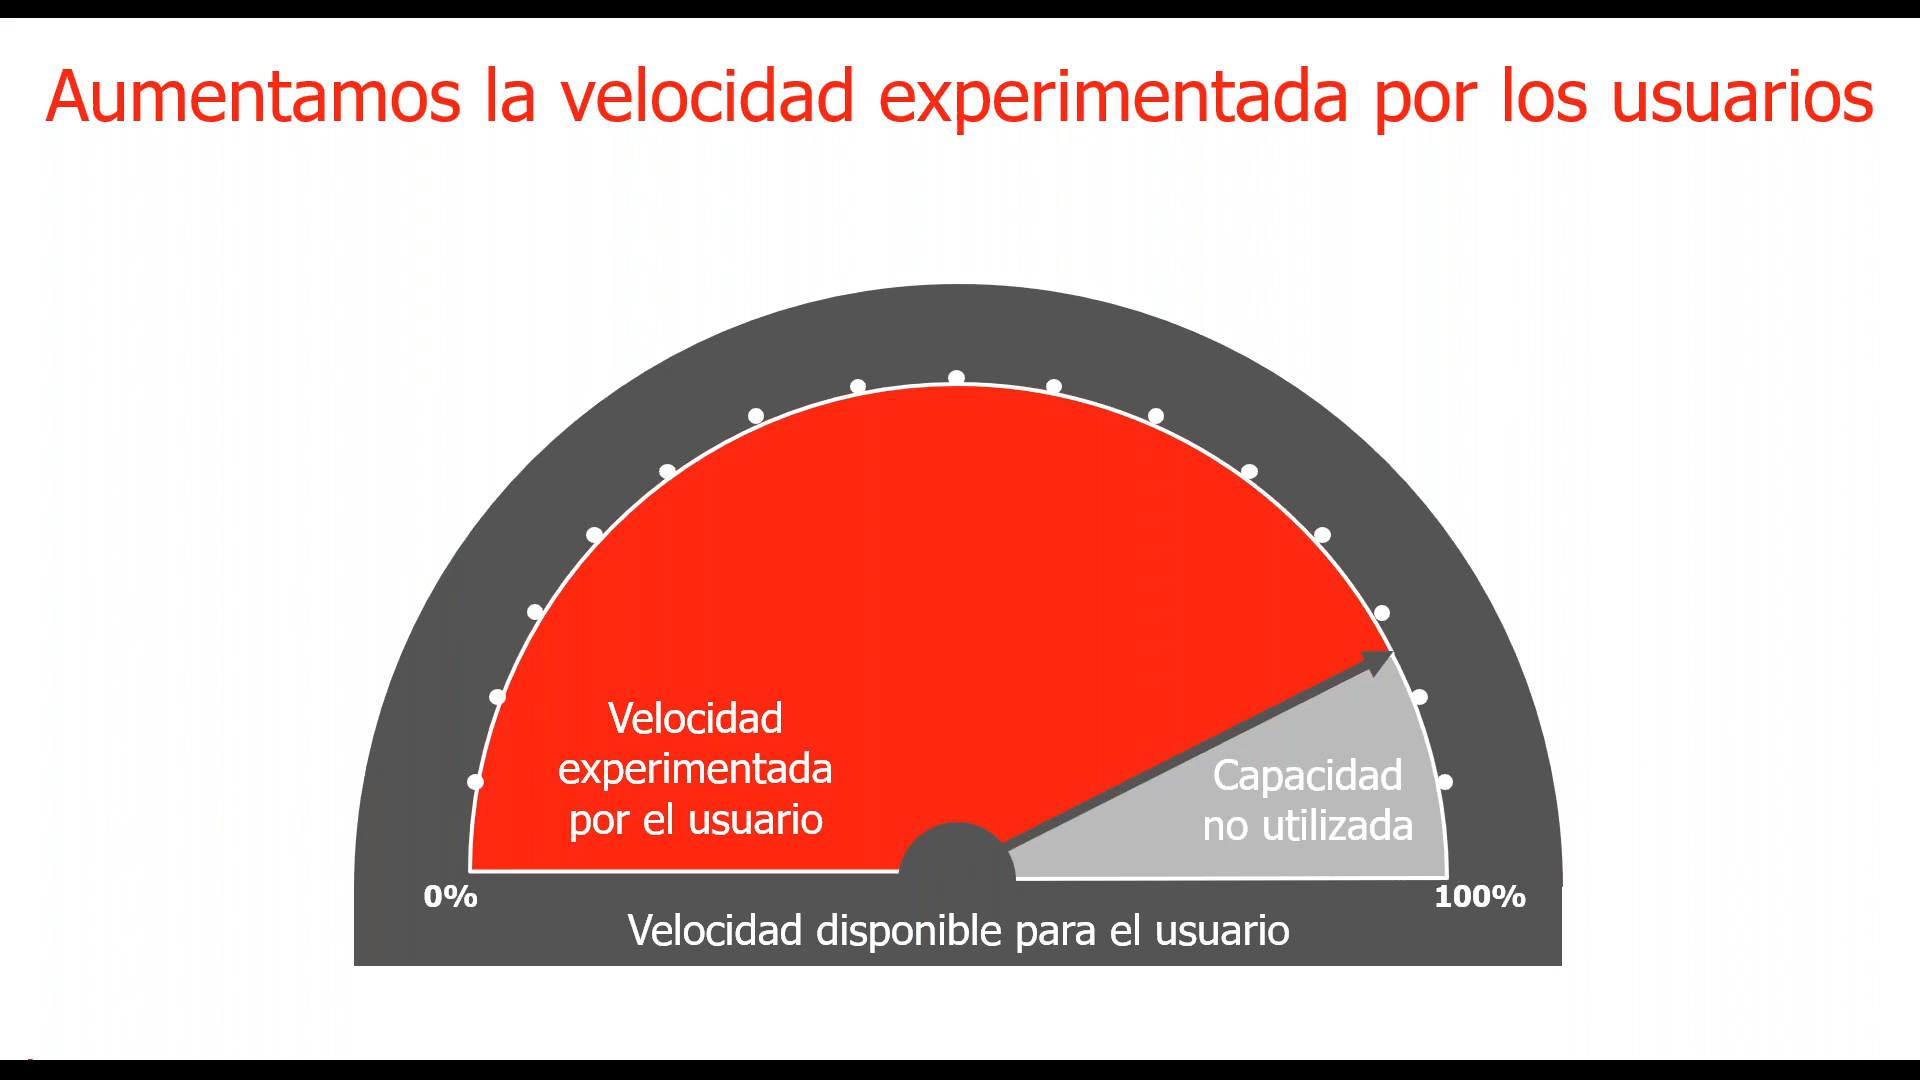 Aumentamos la velocidad experimentada por los usuarios
Velocidad
experimentada
por el usuario
Capacidad
no utilizada
0%
100%
Velocidad disponible para el usuario